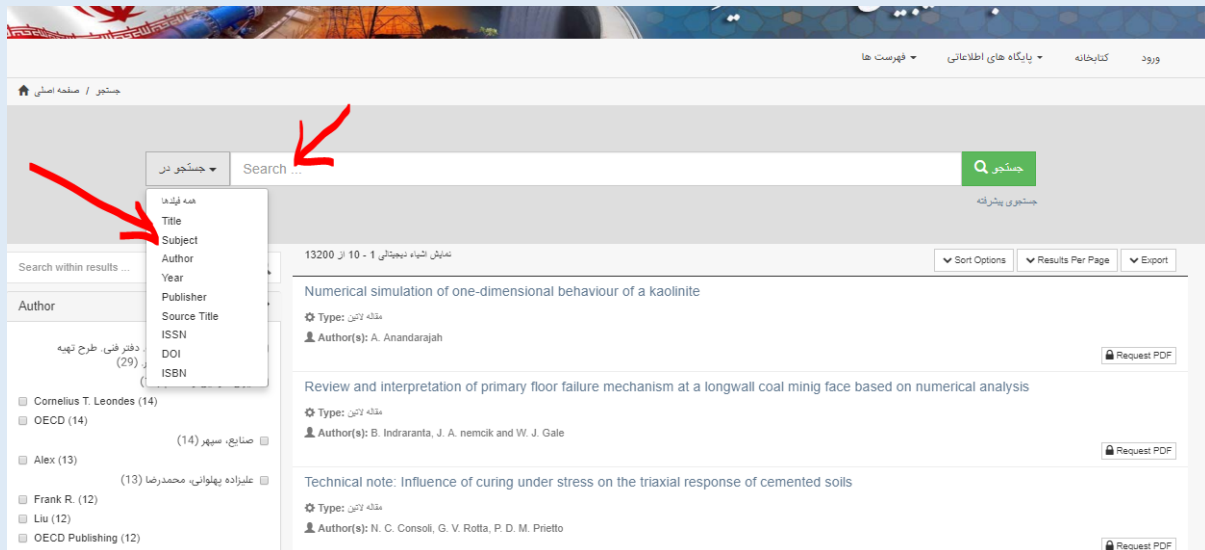 ورود کتابخانه پایگاه های اطلاعاتی فهرست ها
صفحه اصلی / جستجو
جستجو در Search ... جستجو
جستجوی پیشرفته
همه فیلدها
Title
Subject
Author
Year
Publisher
Source Title
ISSN
DOI
ISBN
Search within results ...
Author
دفتر فنی. طرح تهیه
(29)
Cornelius T. Leondes (14)
OECD (14)
صنایع، سپهر (14)
Alex (13)
علیزاده پهلوانی، محمدرضا (13)
Frank R. (12)
Liu (12)
OECD Publishing (12)
نمایش اشیاء دیجیتالی 1 - 10 از 13200
Sort Options Results Per Page Export
Numerical simulation of one-dimensional behaviour of a kaolinite
Type: مقاله لاتین
Author(s): A. Anandarajah
Request PDF
Review and interpretation of primary floor failure mechanism at a longwall coal minig face based on numerical analysis
Type: مقاله لاتین
Author(s): B. Indraranta, J. A. nemcik and W. J. Gale
Request PDF
Technical note: Influence of curing under stress on the triaxial response of cemented soils
Type: مقاله لاتین
Author(s): N. C. Consoli, G. V. Rotta, P. D. M. Prietto
Request PDF